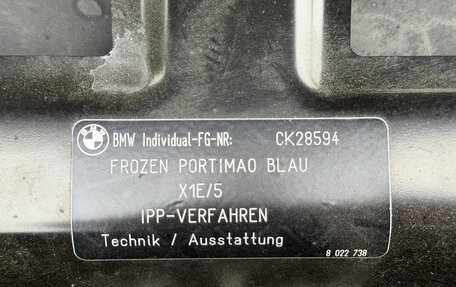 BMW Individual-FG-NR: CK28594
FROZEN PORTIMAO BLAU
X1E/5
IPP-VERFAHREN
Technik / Ausstattung
8 022 738